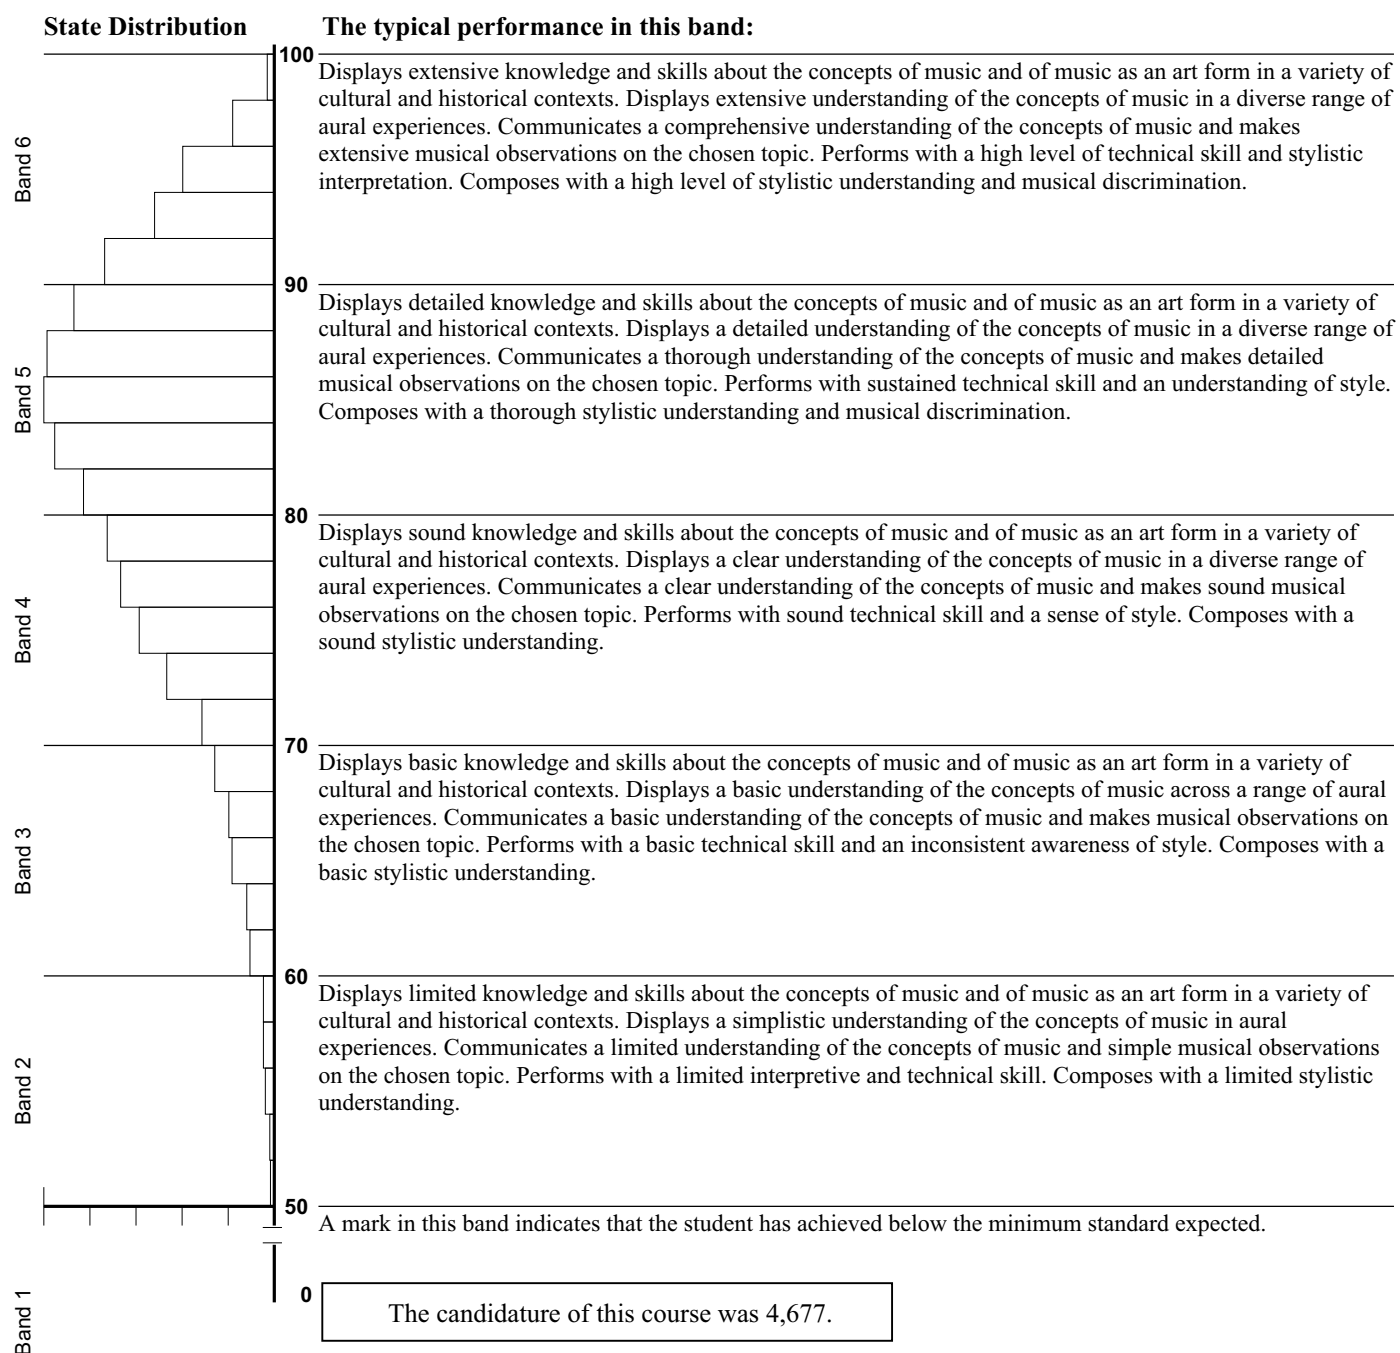 State Distribution
The typical performance in this band:
100
Band 6
Displays extensive knowledge and skills about the concepts of music and of music as an art form in a variety of
cultural and historical contexts. Displays extensive understanding of the concepts of music in a diverse range of
aural experiences. Communicates a comprehensive understanding of the concepts of music and makes
extensive musical observations on the chosen topic. Performs with a high level of technical skill and stylistic
interpretation. Composes with a high level of stylistic understanding and musical discrimination.
90
Band 5
Displays detailed knowledge and skills about the concepts of music and of music as an art form in a variety of
cultural and historical contexts. Displays a detailed understanding of the concepts of music in a diverse range of
aural experiences. Communicates a thorough understanding of the concepts of music and makes detailed
musical observations on the chosen topic. Performs with sustained technical skill and an understanding of style.
Composes with a thorough stylistic understanding and musical discrimination.
80
Band 4
Displays sound knowledge and skills about the concepts of music and of music as an art form in a variety of
cultural and historical contexts. Displays a clear understanding of the concepts of music in a diverse range of
aural experiences. Communicates a clear understanding of the concepts of music and makes sound musical
observations on the chosen topic. Performs with sound technical skill and a sense of style. Composes with a
sound stylistic understanding.
70
Band 3
Displays basic knowledge and skills about the concepts of music and of music as an art form in a variety of
cultural and historical contexts. Displays a basic understanding of the concepts of music across a range of aural
experiences. Communicates a basic understanding of the concepts of music and makes musical observations on
the chosen topic. Performs with a basic technical skill and an inconsistent awareness of style. Composes with a
basic stylistic understanding.
60
Band 2
Displays limited knowledge and skills about the concepts of music and of music as an art form in a variety of
cultural and historical contexts. Displays a simplistic understanding of the concepts of music in aural
experiences. Communicates a limited understanding of the concepts of music and simple musical observations
on the chosen topic. Performs with a limited interpretive and technical skill. Composes with a limited stylistic
understanding.
50
A mark in this band indicates that the student has achieved below the minimum standard expected.
0
Band 1
The candidature of this course was 4,677.